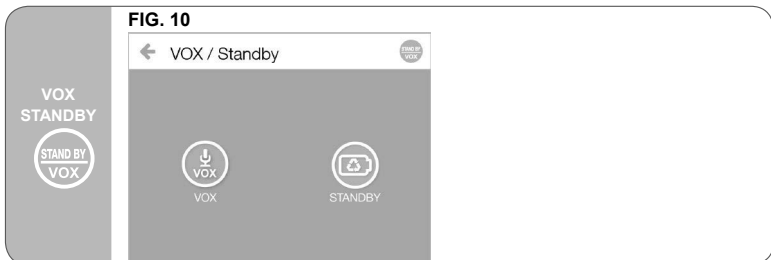 FIG. 10
VOX / Standby
STAND BY
VOX
VOX
STANDBY
STAND BY
VOX
VOX
VOX
STANDBY